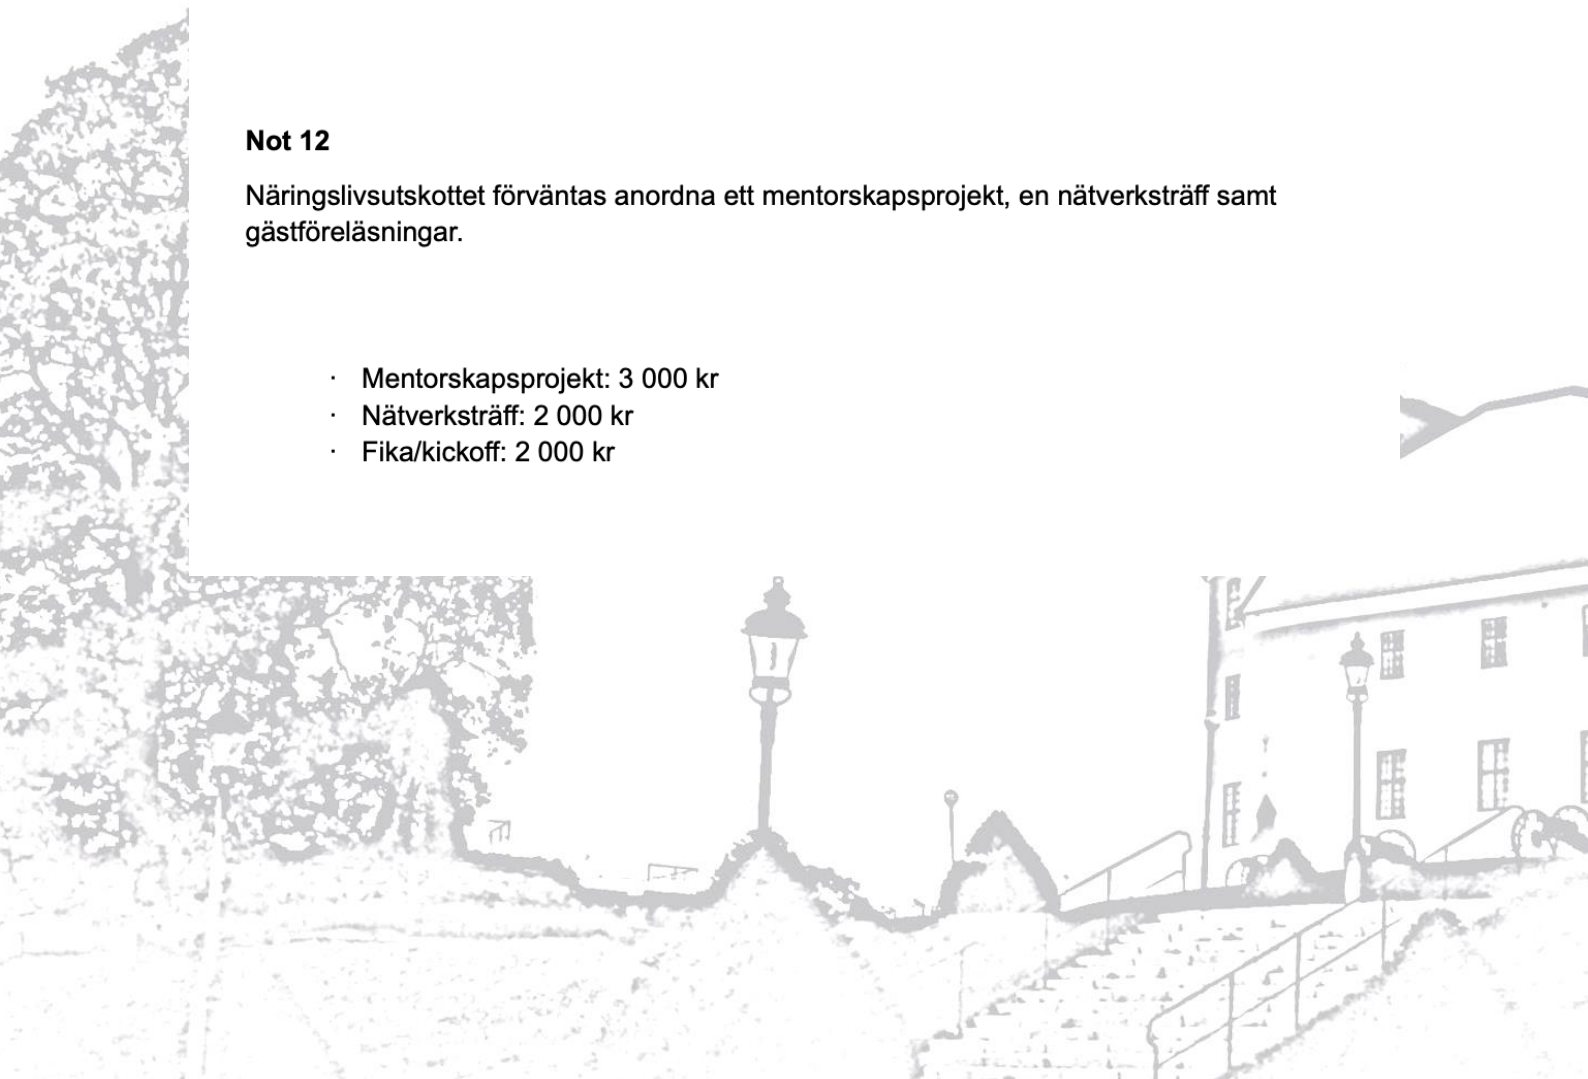 Not 12
Näringslivsutskottet förväntas anordna ett mentorskapsprojekt, en nätverksträff samt
gästföreläsningar.
· Mentorskapsprojekt: 3 000 kr
· Nätverksträff: 2 000 kr
· Fika/kickoff: 2 000 kr